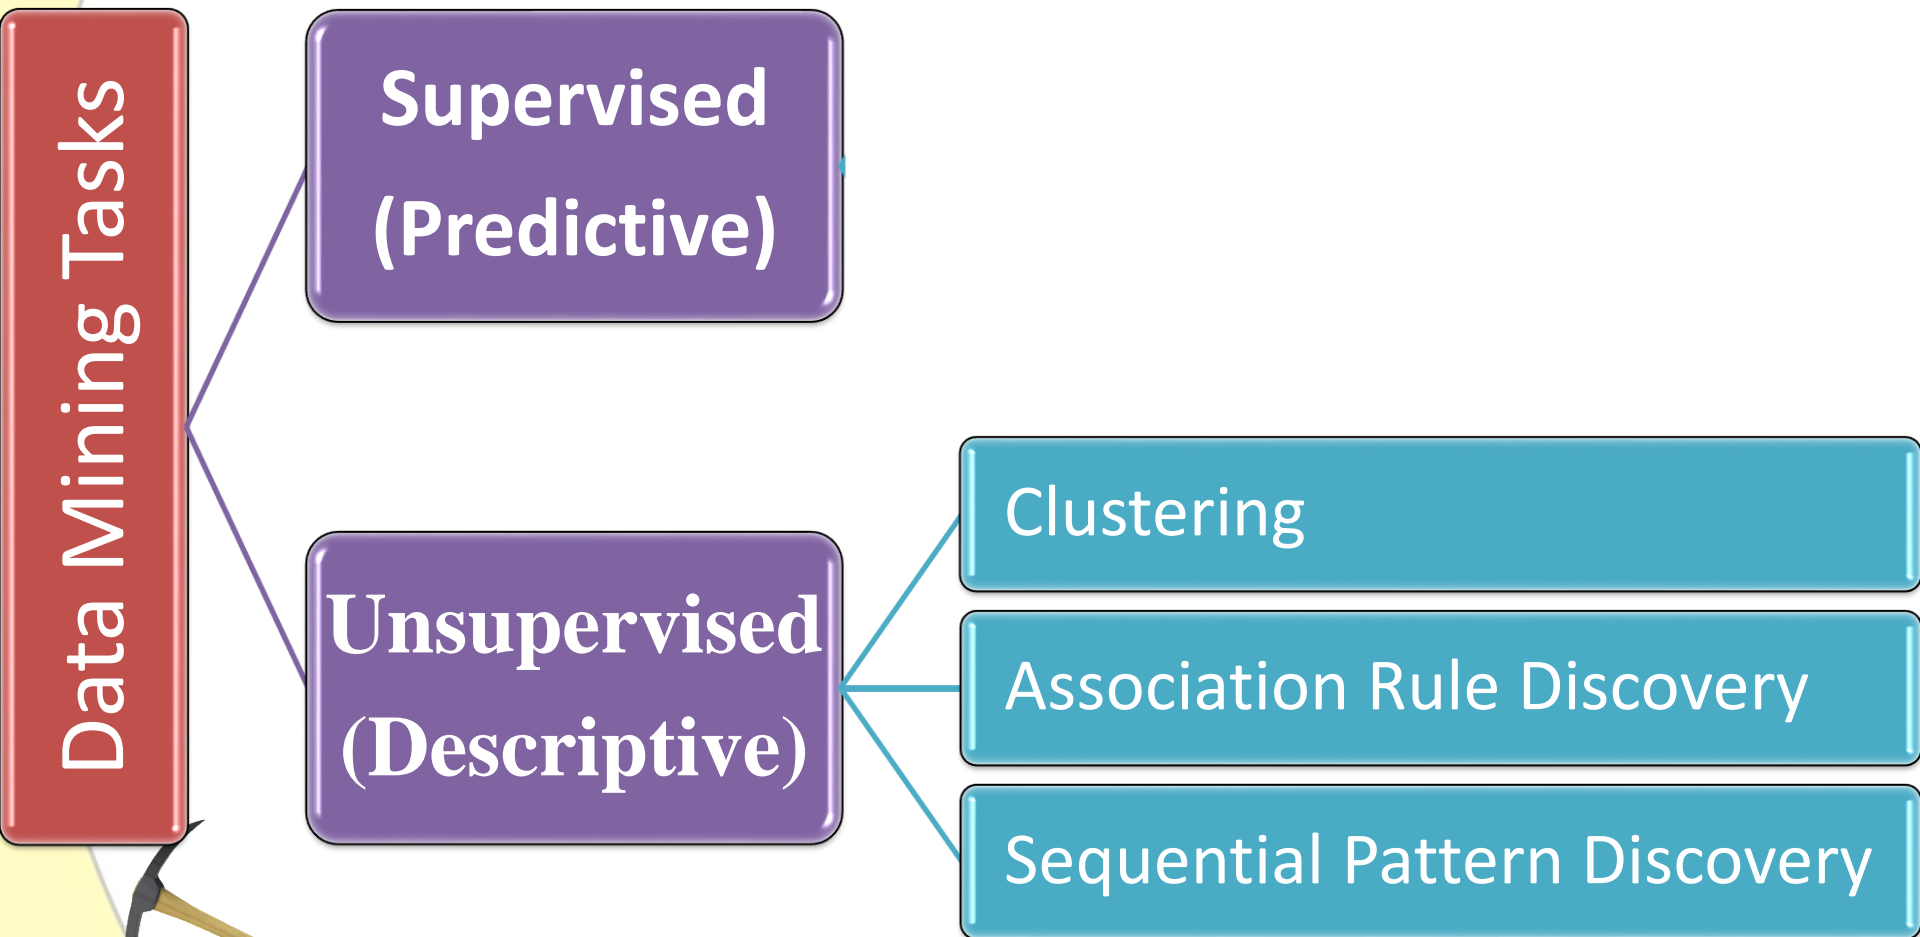 Data Mining Tasks
Supervised
(Predictive)
Unsupervised
(Descriptive)
Clustering
Association Rule Discovery
Sequential Pattern Discovery